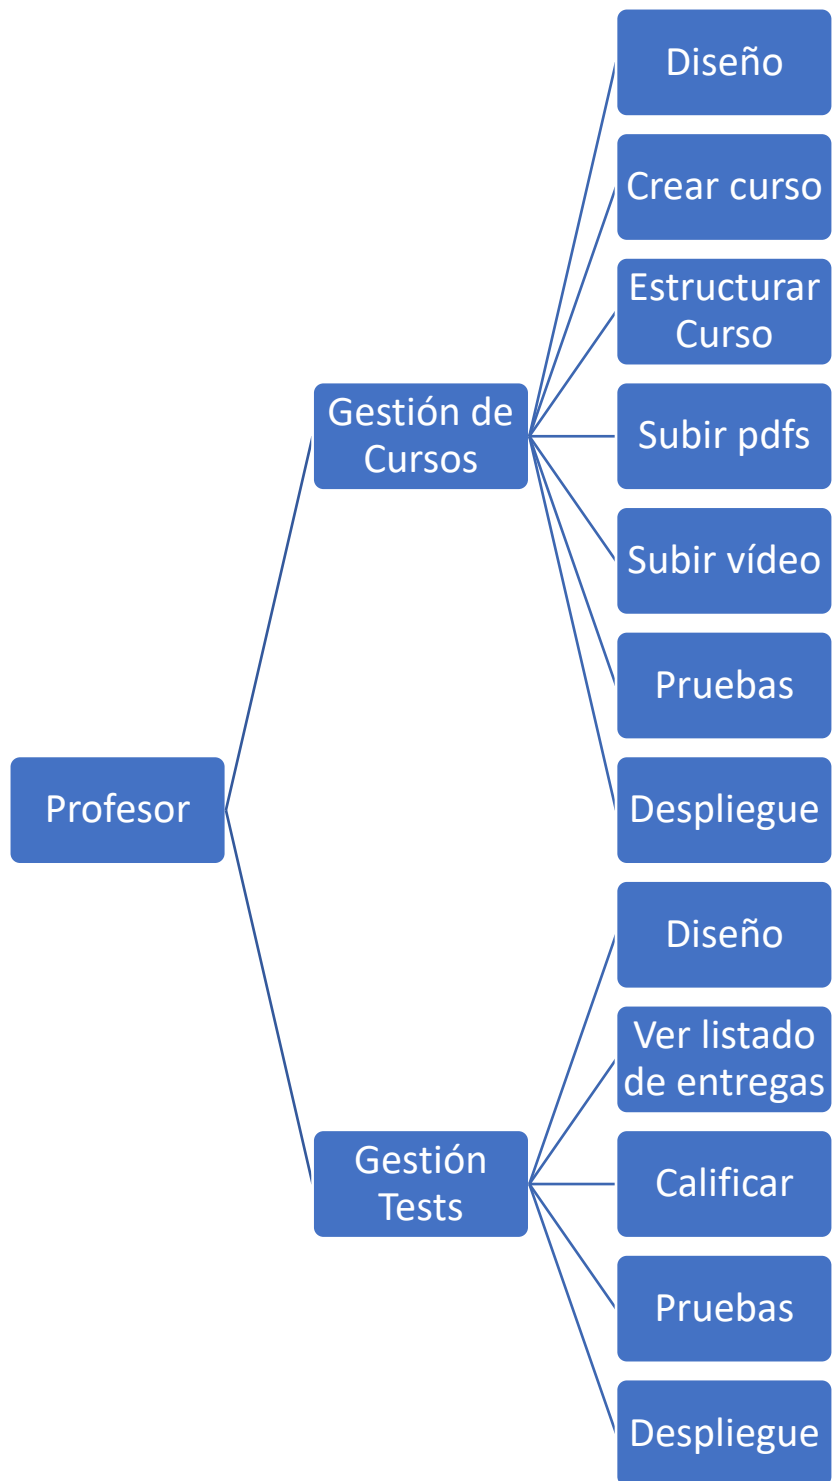 Profesor
Gestión de
Cursos
Diseño
Crear curso
Estructurar
Curso
Subir pdfs
Subir vídeo
Pruebas
Despliegue
Gestión
Tests
Diseño
Ver listado
de entregas
Calificar
Pruebas
Despliegue